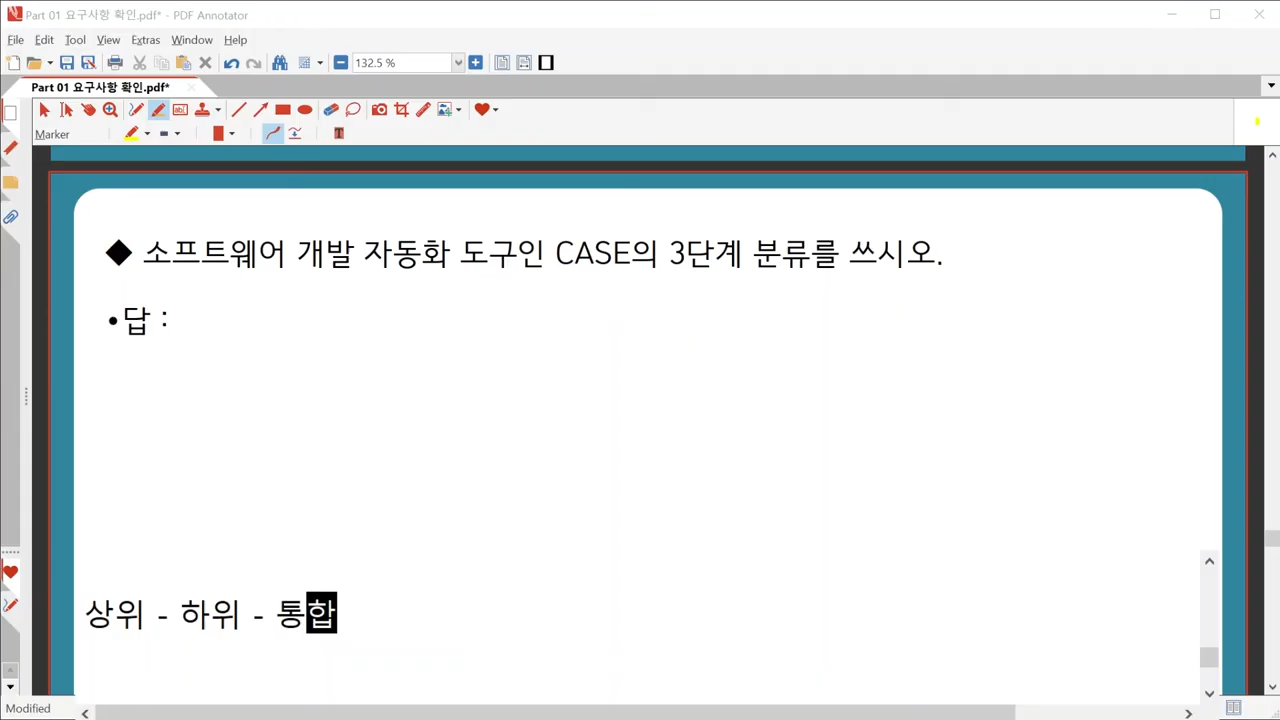 Part 01 요구사항 확인.pdf* - PDF Annotator
File Edit Tool View Extras Window Help
132.5 %
Part 01 요구사항 확인.pdf*
Marker
◆ 소프트웨어 개발 자동화 도구인 CASE의 3단계 분류를 쓰시오.
•답 :
상위 - 하위 - 통합
Modified